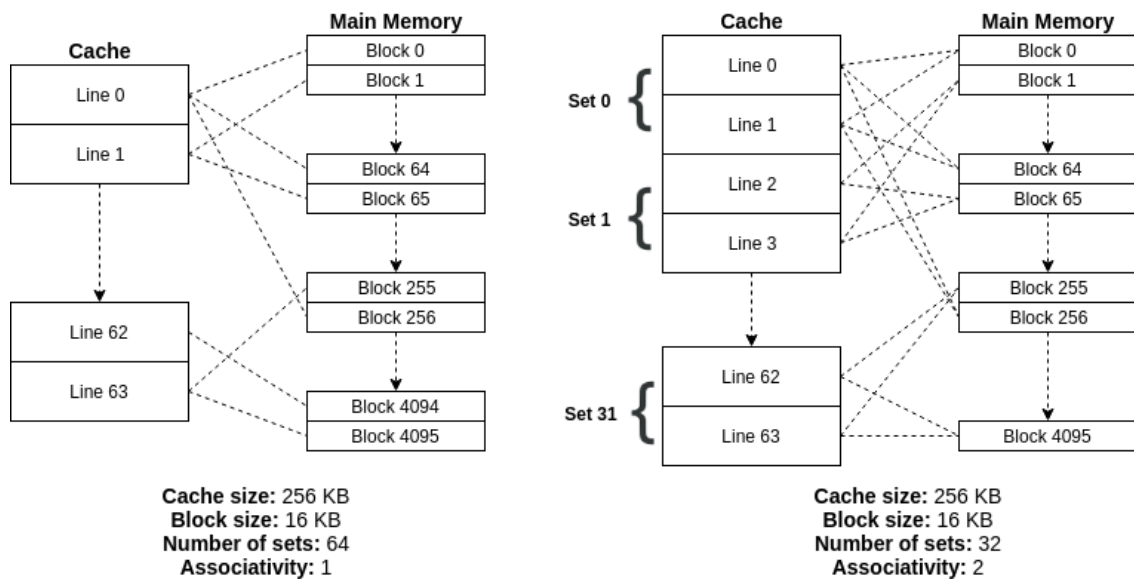 Cache
Line 0
Line 1
Line 62
Line 63
Main Memory
Block 0
Block 1
Block 64
Block 65
Block 255
Block 256
Block 4094
Block 4095
Cache size: 256 KB
Block size: 16 KB
Number of sets: 64
Associativity: 1
Set 0
Set 1
Set 31
Cache
Line 0
Line 1
Line 2
Line 3
Line 62
Line 63
Main Memory
Block 0
Block 1
Block 64
Block 65
Block 255
Block 256
Block 4095
Cache size: 256 KB
Block size: 16 KB
Number of sets: 32
Associativity: 2